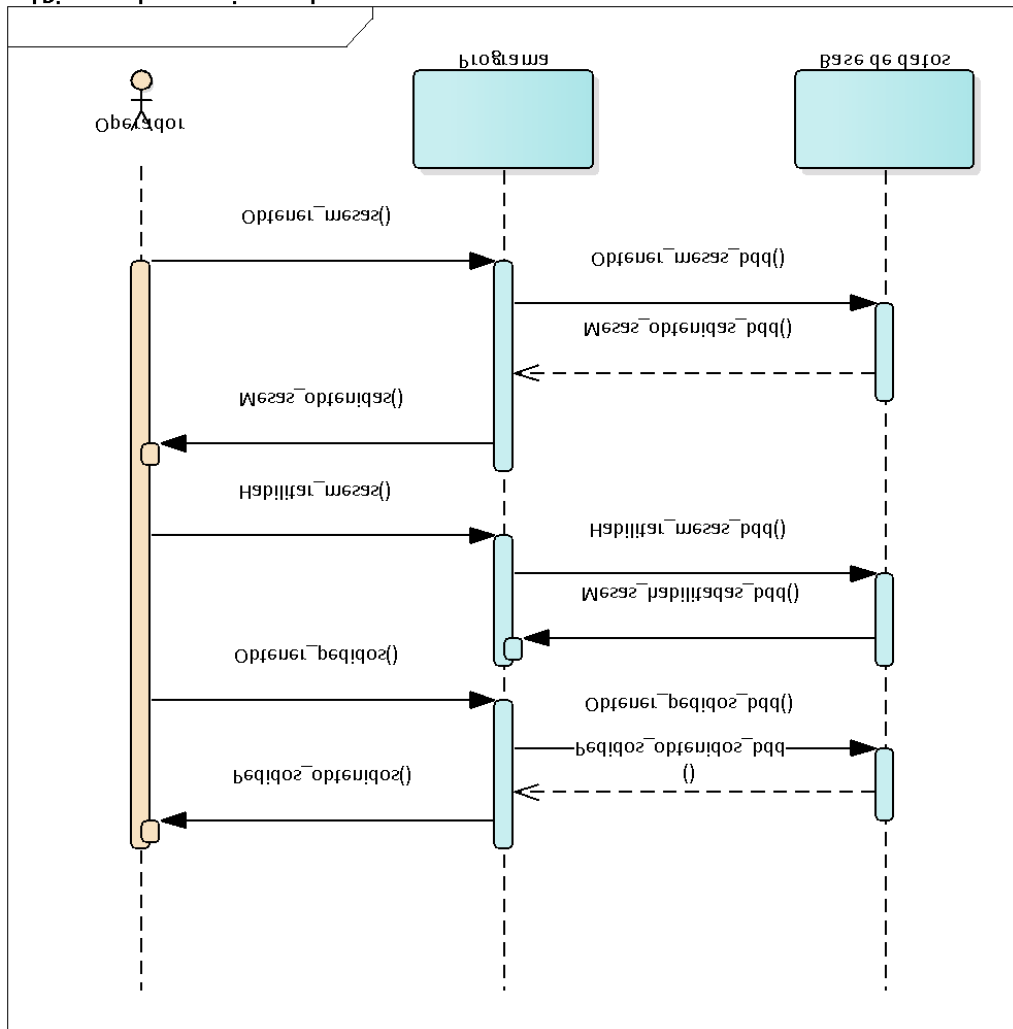 Programa
Base de datos
Operador
Obtener_mesas()
Obtener_mesas_bdd()
Mesas_obtenidas_bdd()
Mesas_obtenidas()
Habilitar_mesas()
Habilitar_mesas_bdd()
Mesas_habilitadas_bdd()
Obtener_pedidos()
Obtener_pedidos_bdd()
Pedidos_obtenidos_bdd
()
Pedidos_obtenidos()